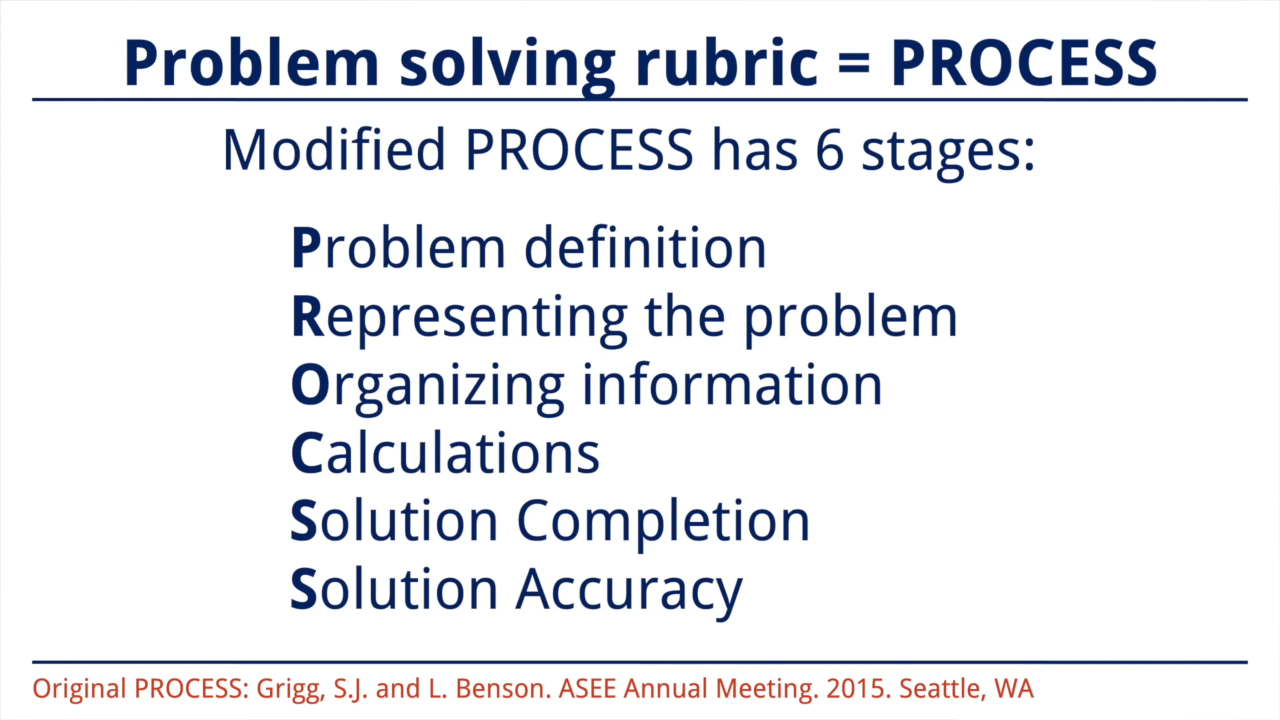 Problem solving rubric = PROCESS
Modified PROCESS has 6 stages:
Problem definition
Representing the problem
Organizing information
Calculations
Solution Completion
Solution Accuracy
Original PROCESS: Grigg, S.J. and L. Benson. ASEE Annual Meeting. 2015. Seattle, WA